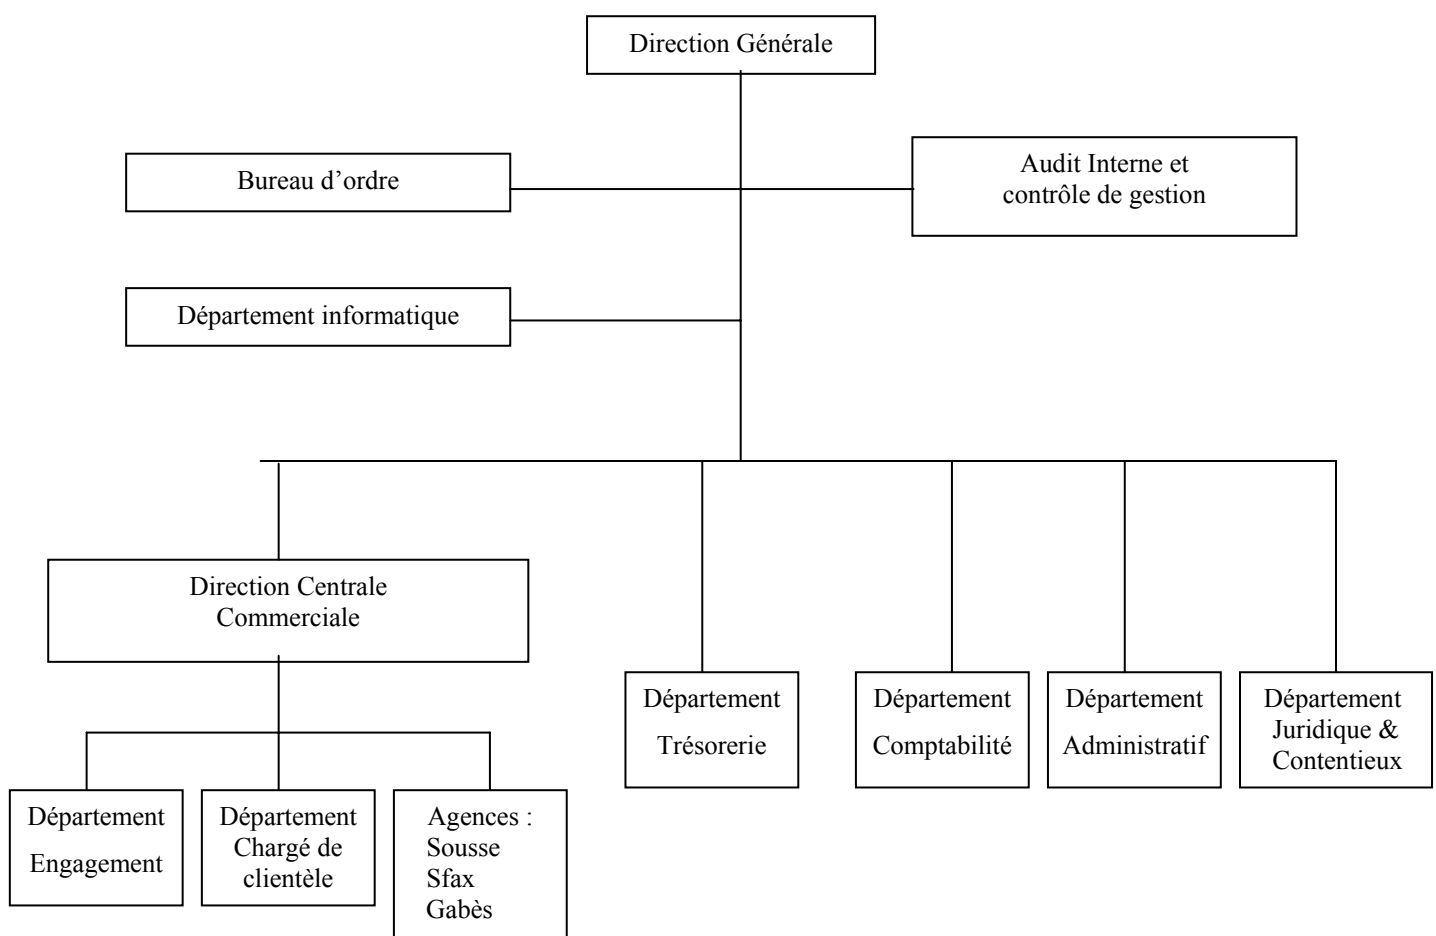 Direction Générale
Bureau d’ordre
Audit Interne et
contrôle de gestion
Département informatique
Direction Centrale
Commerciale
Département
Trésorerie
Département
Comptabilité
Département
Administratif
Département
Juridique &
Contentieux
Département
Engagement
Département
Chargé de
clientèle
Agences :
Sousse
Sfax
Gabès